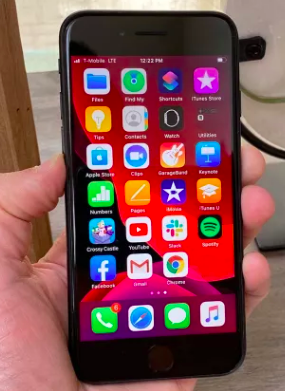 T-Mobile LTE 12:22 PM
Files Find My Shortcuts iTunes Store
Tips Contacts Watch Utilities
Apple Store Clips GarageBand Keynote
Numbers Pages iMovie iTunes U
Crossy Castle YouTube Slack Spotify
Facebook Gmail Chrome
6